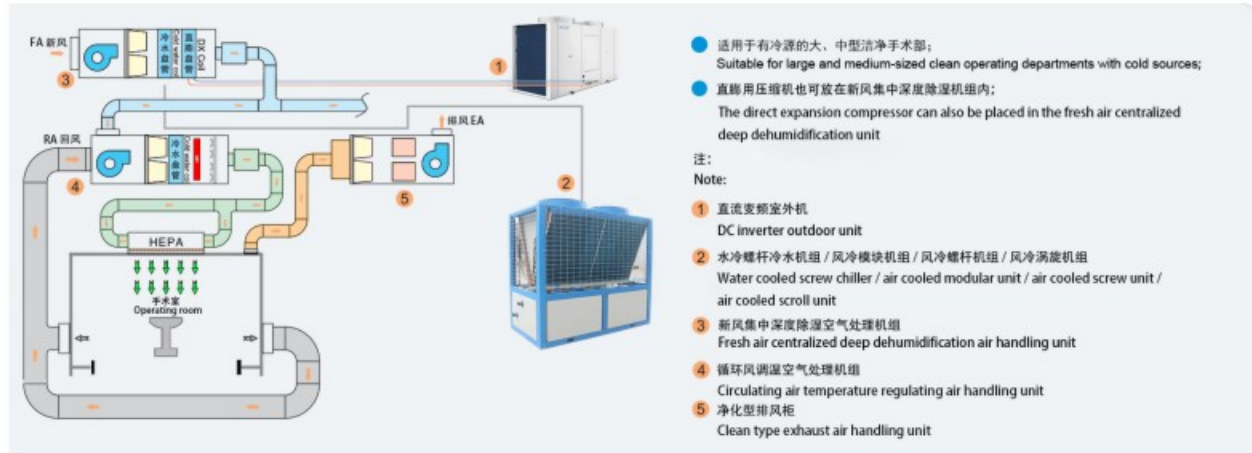 FA 新风
冷水盘管
Cold water coil
直膨盘管
DX Coil
3
1
排风 EA
RA 回风
冷水盘管
4
5
2
HEPA
手术室
Operating room
适用于有冷源的大、中型洁净手术部；
Suitable for large and medium-sized clean operating departments with cold sources;
直膨用压缩机也可放在新风集中深度除湿机组内；
The direct expansion compressor can also be placed in the fresh air centralized
deep dehumidification unit
注：
Note:
1 直流变频室外机
DC inverter outdoor unit
2 水冷螺杆冷水机组 / 风冷模块机组 / 风冷螺杆机组 / 风冷涡旋机组
Water cooled screw chiller / air cooled modular unit / air cooled screw unit /
air cooled scroll unit
3 新风集中深度除湿空气处理机组
Fresh air centralized deep dehumidification air handling unit
4 循环风调温空气处理机组
Circulating air temperature regulating air handling unit
5 净化型排风柜
Clean type exhaust air handling unit